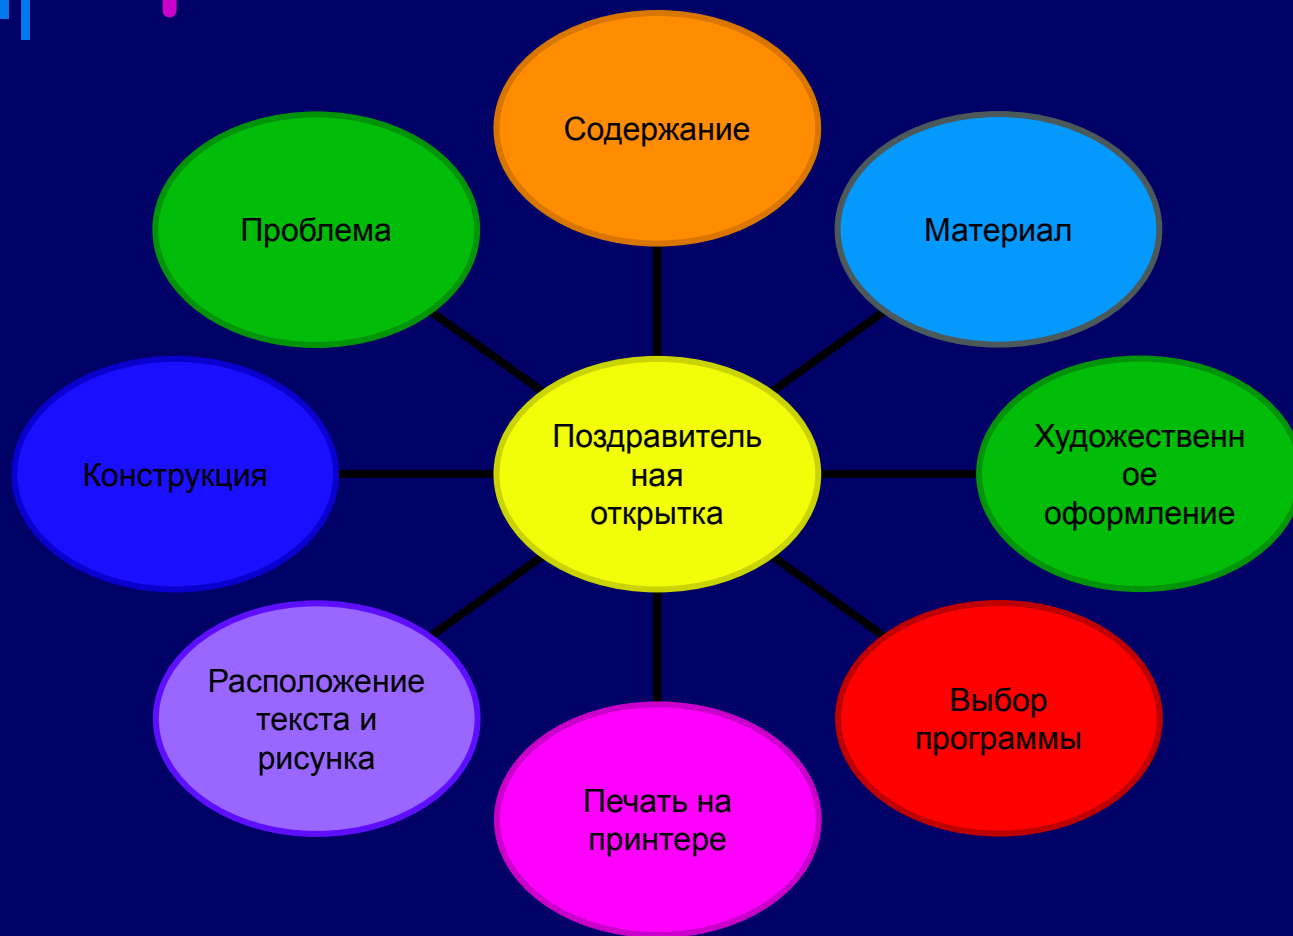 Содержание
Проблема
Материал
Конструкция
Поздравитель
ная
открытка
Художественн
ое
оформление
Расположение
текста и
рисунка
Выбор
программы
Печать на
принтере